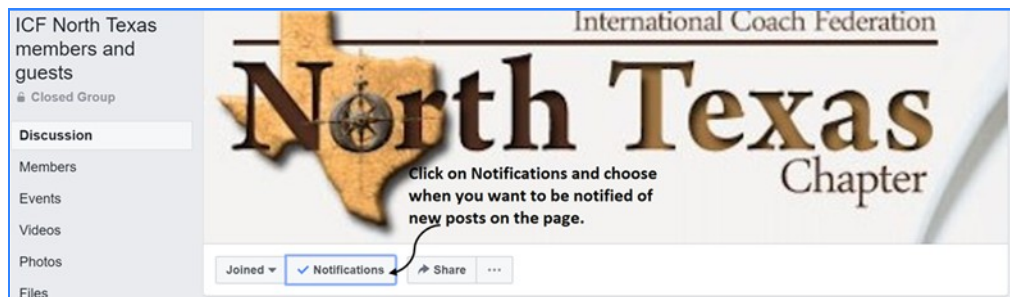 ICF North Texas
members and
guests
Closed Group
Discussion
Members
Events
Videos
Photos
Files
International Coach Federation
North Texas
Chapter
Click on Notifications and choose
when you want to be notified of
new posts on the page.
Joined
Notifications
Share